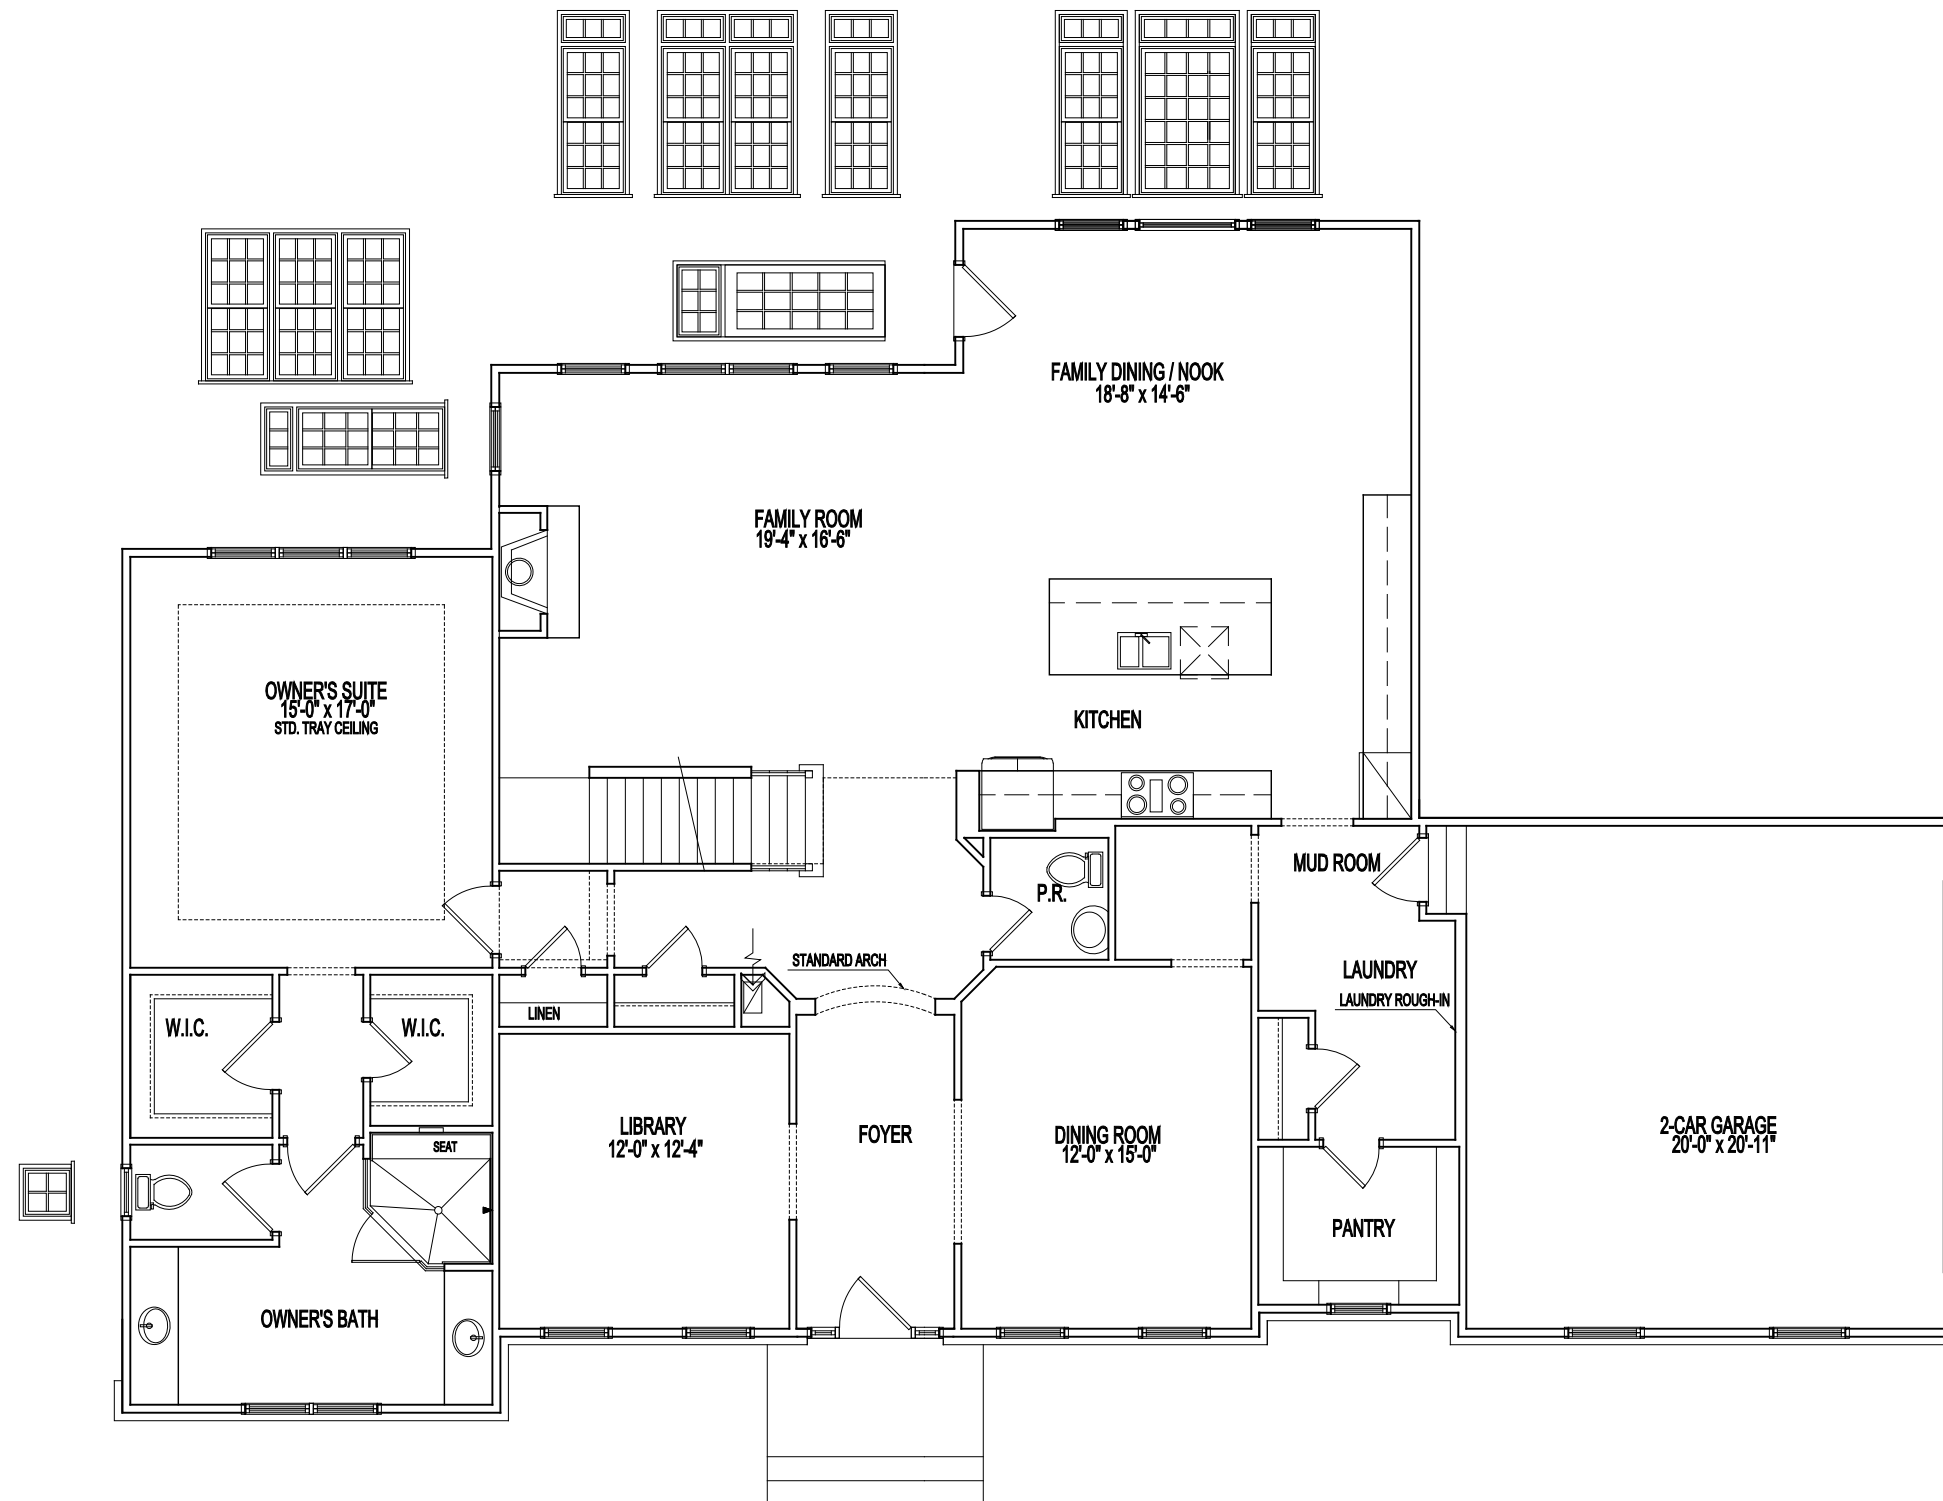 FAMILY DINING / NOOK
18'-8" x 14'-6"
FAMILY ROOM
19'-4" x 16'-6"
OWNER'S SUITE
15'-0" x 17'-0"
STD. TRAY CEILING
KITCHEN
MUD ROOM
P.R.
STANDARD ARCH
LAUNDRY
LAUNDRY ROUGH-IN
LINEN
W.I.C.
W.I.C.
LIBRARY
12'-0" x 12'-4"
FOYER
DINING ROOM
12'-0" x 15'-0"
2-CAR GARAGE
20'-0" x 20'-11"
SEAT
PANTRY
OWNER'S BATH